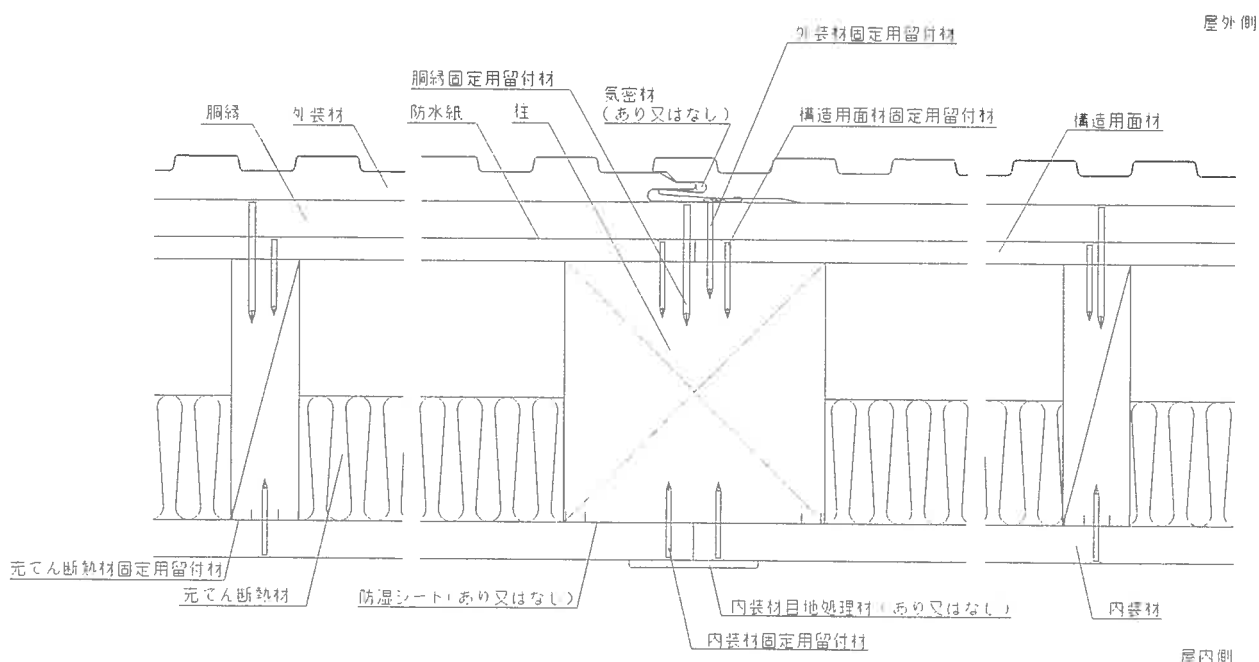 屋外側
外装材固定用留付材
胴縁固定用留付材
気密材
(あり又はなし)
胴縁
外装材
防水紙
柱
構造用面材固定用留付材
構造用面材
充てん断熱材固定用留付材
充てん断熱材
防湿シート(あり又はなし)
内装材目地処理材(あり又はなし)
内装材
内装材固定用留付材
屋内側